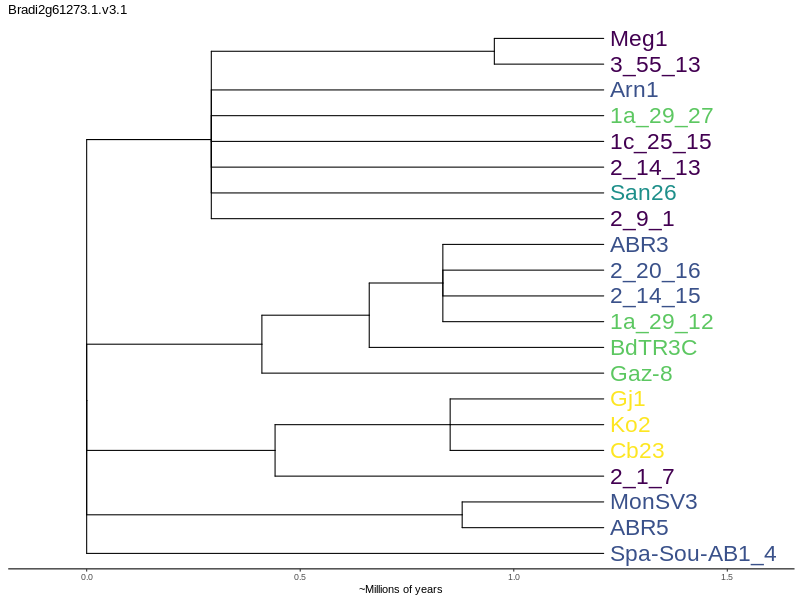 Bradi2g61273.1.v3.1
Meg1
3_55_13
Arn1
1a_29_27
1c_25_15
2_14_13
San26
2_9_1
ABR3
2_20_16
2_14_15
1a_29_12
BdTR3C
Gaz-8
Gj1
Ko2
Cb23
2_1_7
MonSV3
ABR5
Spa-Sou-AB1_4
0.0 0.5 1.0 1.5
~Millions of years